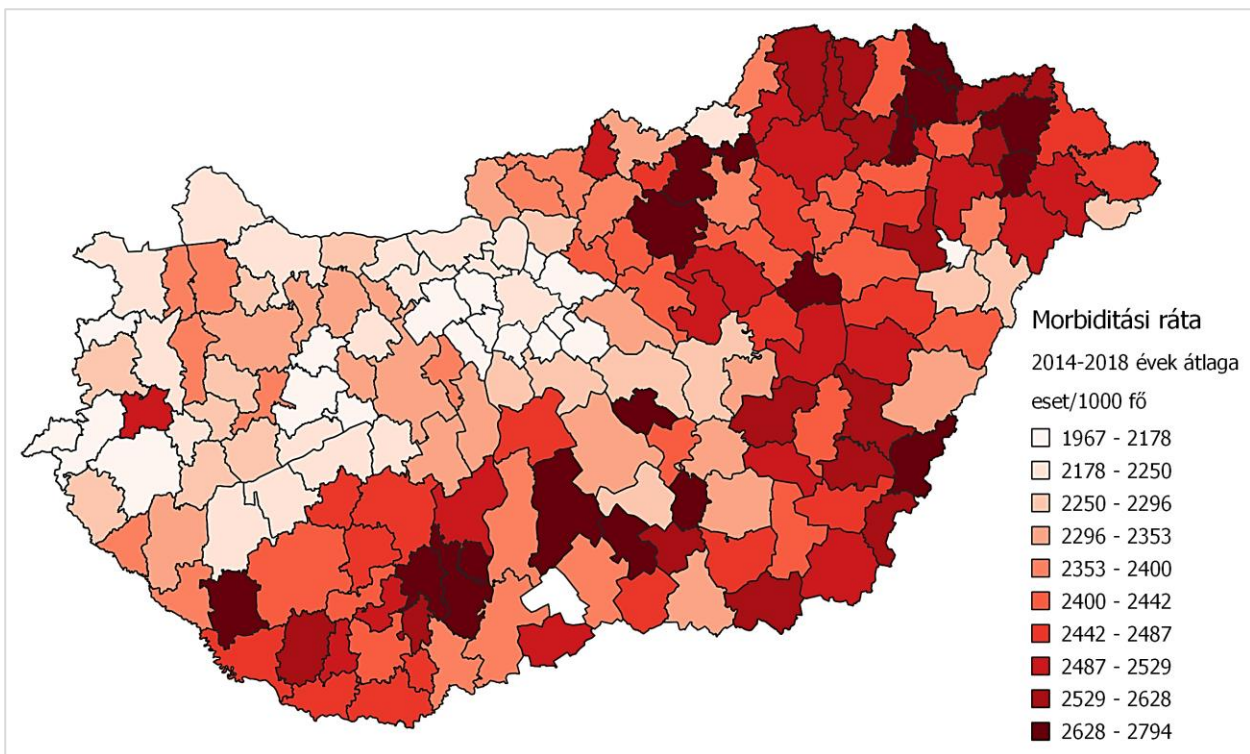 Morbiditási ráta
2014-2018 évek átlaga
eset/1000 fő
1967 - 2178
2178 - 2250
2250 - 2296
2296 - 2353
2353 - 2400
2400 - 2442
2442 - 2487
2487 - 2529
2529 - 2628
2628 - 2794